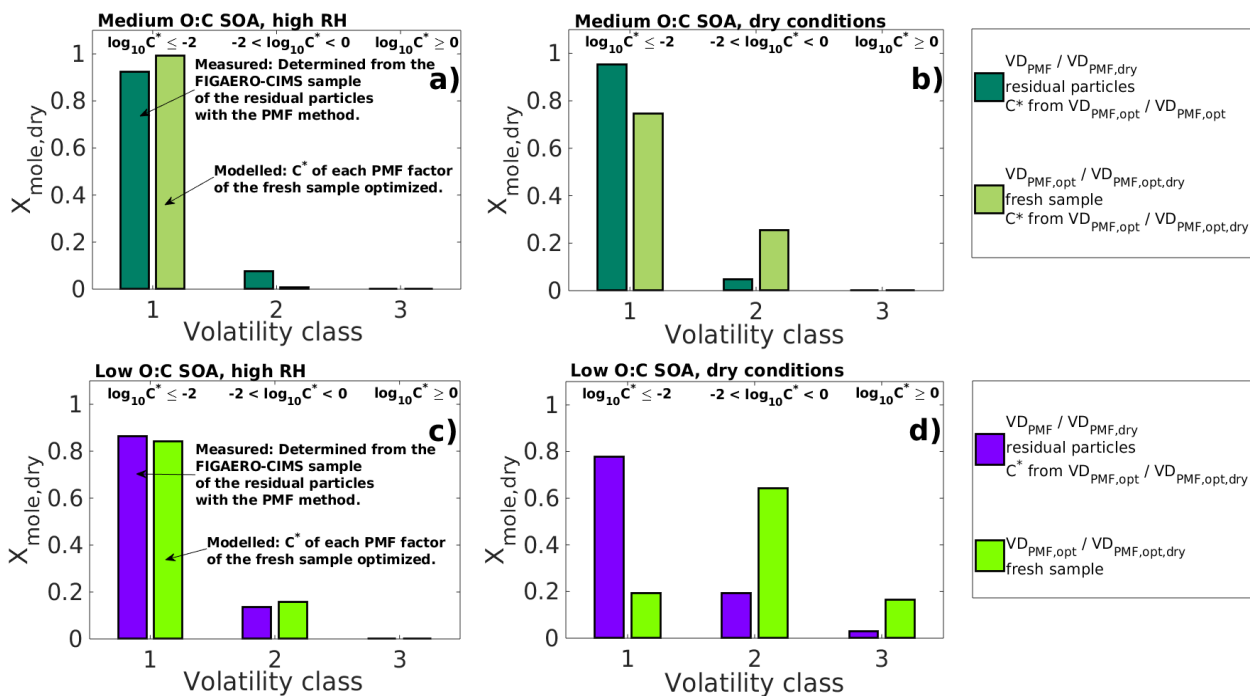 Medium O:C SOA, high RH
log10C* ≤ -2 -2 < log10C* < 0 log10C* ≥ 0
a)
Measured: Determined from the
FIGAERO-CIMS sample
of the residual particles
with the PMF method.
Modelled: C* of each PMF factor
of the fresh sample optimized.
1
0.8
0.6
0.4
0.2
0
Xmole,dry
1 2 3
Volatility class
Medium O:C SOA, dry conditions
log10C* ≤ -2 -2 < log10C* < 0 log10C* ≥ 0
b)
1
0.8
0.6
0.4
0.2
0
Xmole,dry
1 2 3
Volatility class
VDPMF / VDPMF,dry
residual particles
C* from VDPMF,opt / VDPMF,opt
VDPMF,opt / VDPMF,opt,dry
fresh sample
C* from VDPMF,opt / VDPMF,opt,dry
Low O:C SOA, high RH
log10C* ≤ -2 -2 < log10C* < 0 log10C* ≥ 0
c)
Measured: Determined from the
FIGAERO-CIMS sample
of the residual particles
with the PMF method.
Modelled: C* of each PMF factor
of the fresh sample optimized.
1
0.8
0.6
0.4
0.2
0
Xmole,dry
1 2 3
Volatility class
Low O:C SOA, dry conditions
log10C* ≤ -2 -2 < log10C* < 0 log10C* ≥ 0
d)
1
0.8
0.6
0.4
0.2
0
Xmole,dry
1 2 3
Volatility class
VDPMF / VDPMF,dry
residual particles
C* from VDPMF,opt / VDPMF,opt,dry
VDPMF,opt / VDPMF,opt,dry
fresh sample